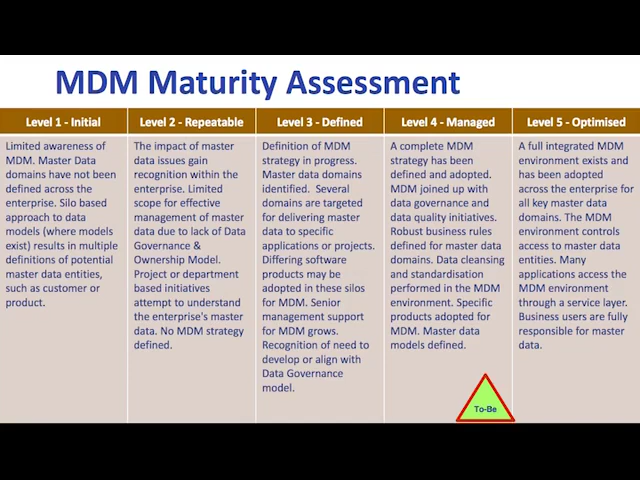 MDM Maturity Assessment
Level 1 - Initial
Limited awareness of
MDM. Master Data
domains have not been
defined across the
enterprise. Silo based
approach to data
models (where models
exist) results in multiple
definitions of potential
master data entities,
such as customer or
product.
Level 2 - Repeatable
The impact of master
data issues gain
recognition within the
enterprise. Limited
scope for effective
management of master
data due to lack of Data
Governance &
Ownership Model.
Project or department
based initiatives
attempt to understand
the enterprise's master
data. No MDM strategy
defined.
Level 3 - Defined
Definition of MDM
strategy in progress.
Master data domains
identified.  Several
domains are targeted
for delivering master
data to specific
applications or projects.
Differing software
products may be
adopted in these silos
for MDM. Senior
management support
for MDM grows.
Recognition of need to
develop or align with
Data Governance
model.
Level 4 - Managed
A complete MDM
strategy has been
defined and adopted.
MDM joined up with
data governance and
data quality initiatives.
Robust business rules
defined for master data
domains. Data cleansing
and standardisation
performed in the MDM
environment. Specific
products adopted for
MDM. Master data
models defined.
To-Be
Level 5 - Optimised
A full integrated MDM
environment exists and
has been adopted
across the enterprise for
all key master data
domains. The MDM
environment controls
access to master data
entities. Many
applications access the
MDM environment
through a service layer.
Business users are fully
responsible for master
data.